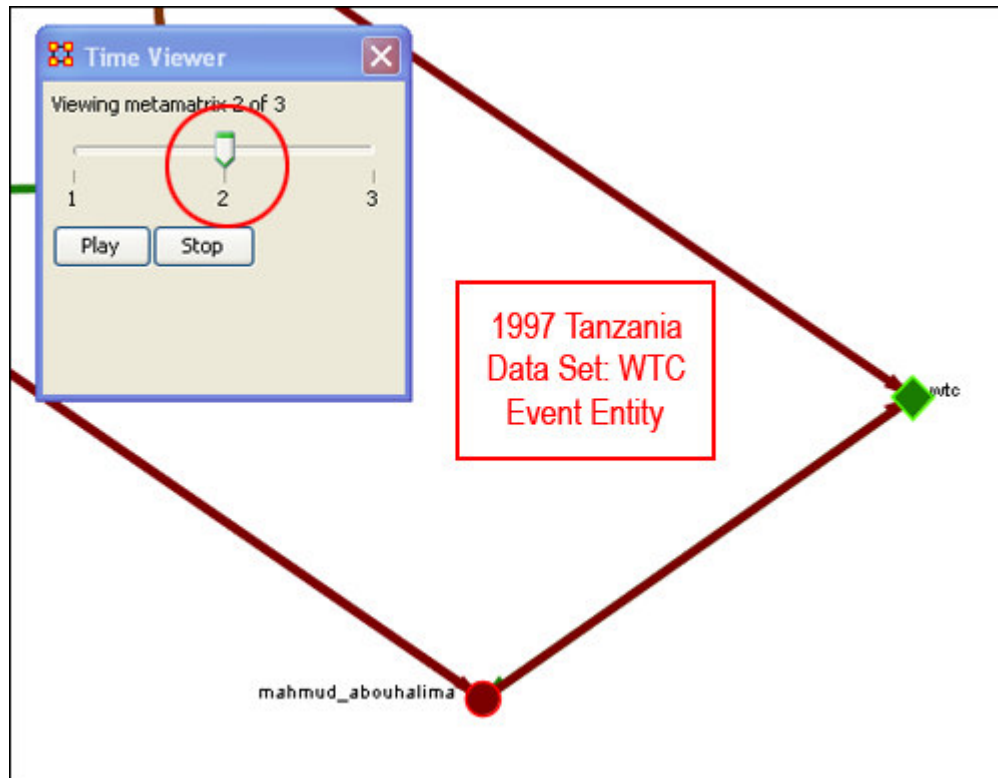 Time Viewer
Viewing metamatrix 2 of 3
1
2
3
Play
Stop
1997 Tanzania
Data Set: WTC
Event Entity
wtc
mahmud_abouhalima